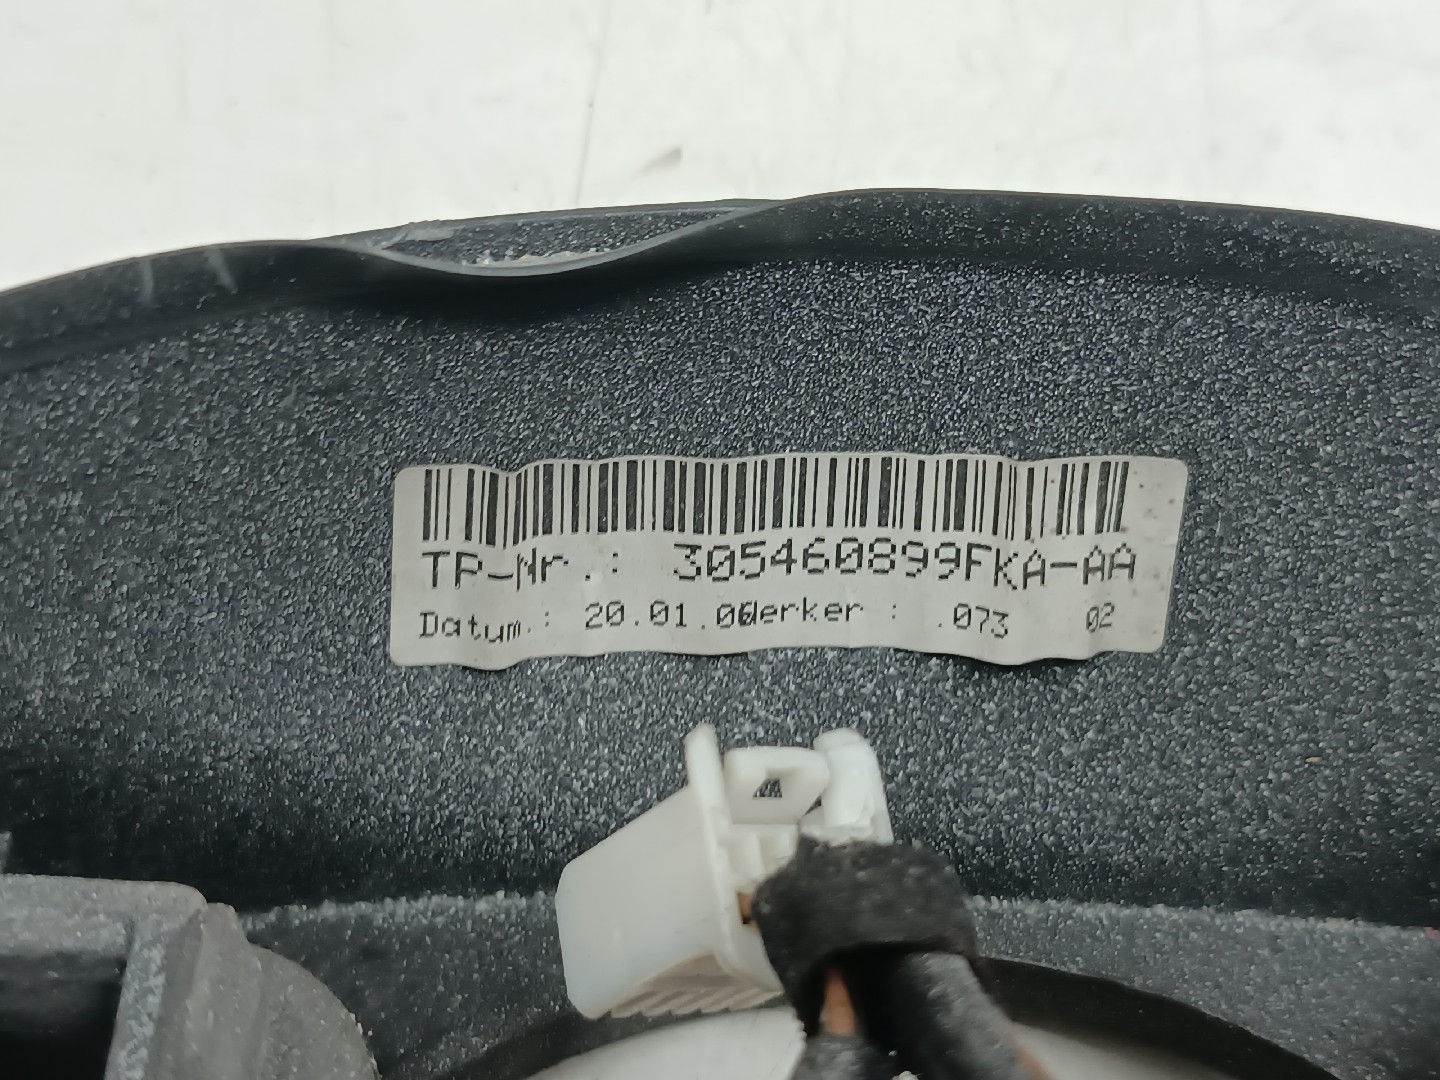 TP-Nr.: 305460899FKA-AA
Datum.: 20.01.06Werker : .073 02